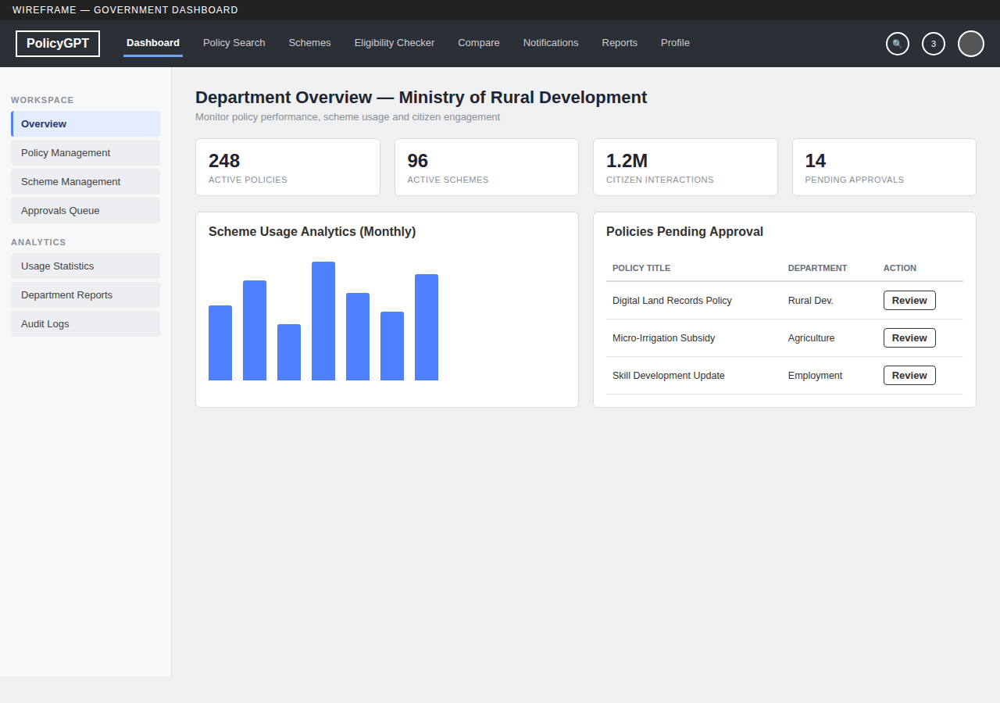 WIREFRAME — GOVERNMENT DASHBOARD
PolicyGPT
Dashboard
Policy Search
Schemes
Eligibility Checker
Compare
Notifications
Reports
Profile
3
WORKSPACE
Overview
Policy Management
Scheme Management
Approvals Queue
ANALYTICS
Usage Statistics
Department Reports
Audit Logs
Department Overview — Ministry of Rural Development
Monitor policy performance, scheme usage and citizen engagement
248
ACTIVE POLICIES
96
ACTIVE SCHEMES
1.2M
CITIZEN INTERACTIONS
14
PENDING APPROVALS
Scheme Usage Analytics (Monthly)
Policies Pending Approval
POLICY TITLE DEPARTMENT ACTION
Digital Land Records Policy Rural Dev. Review
Micro-Irrigation Subsidy Agriculture Review
Skill Development Update Employment Review